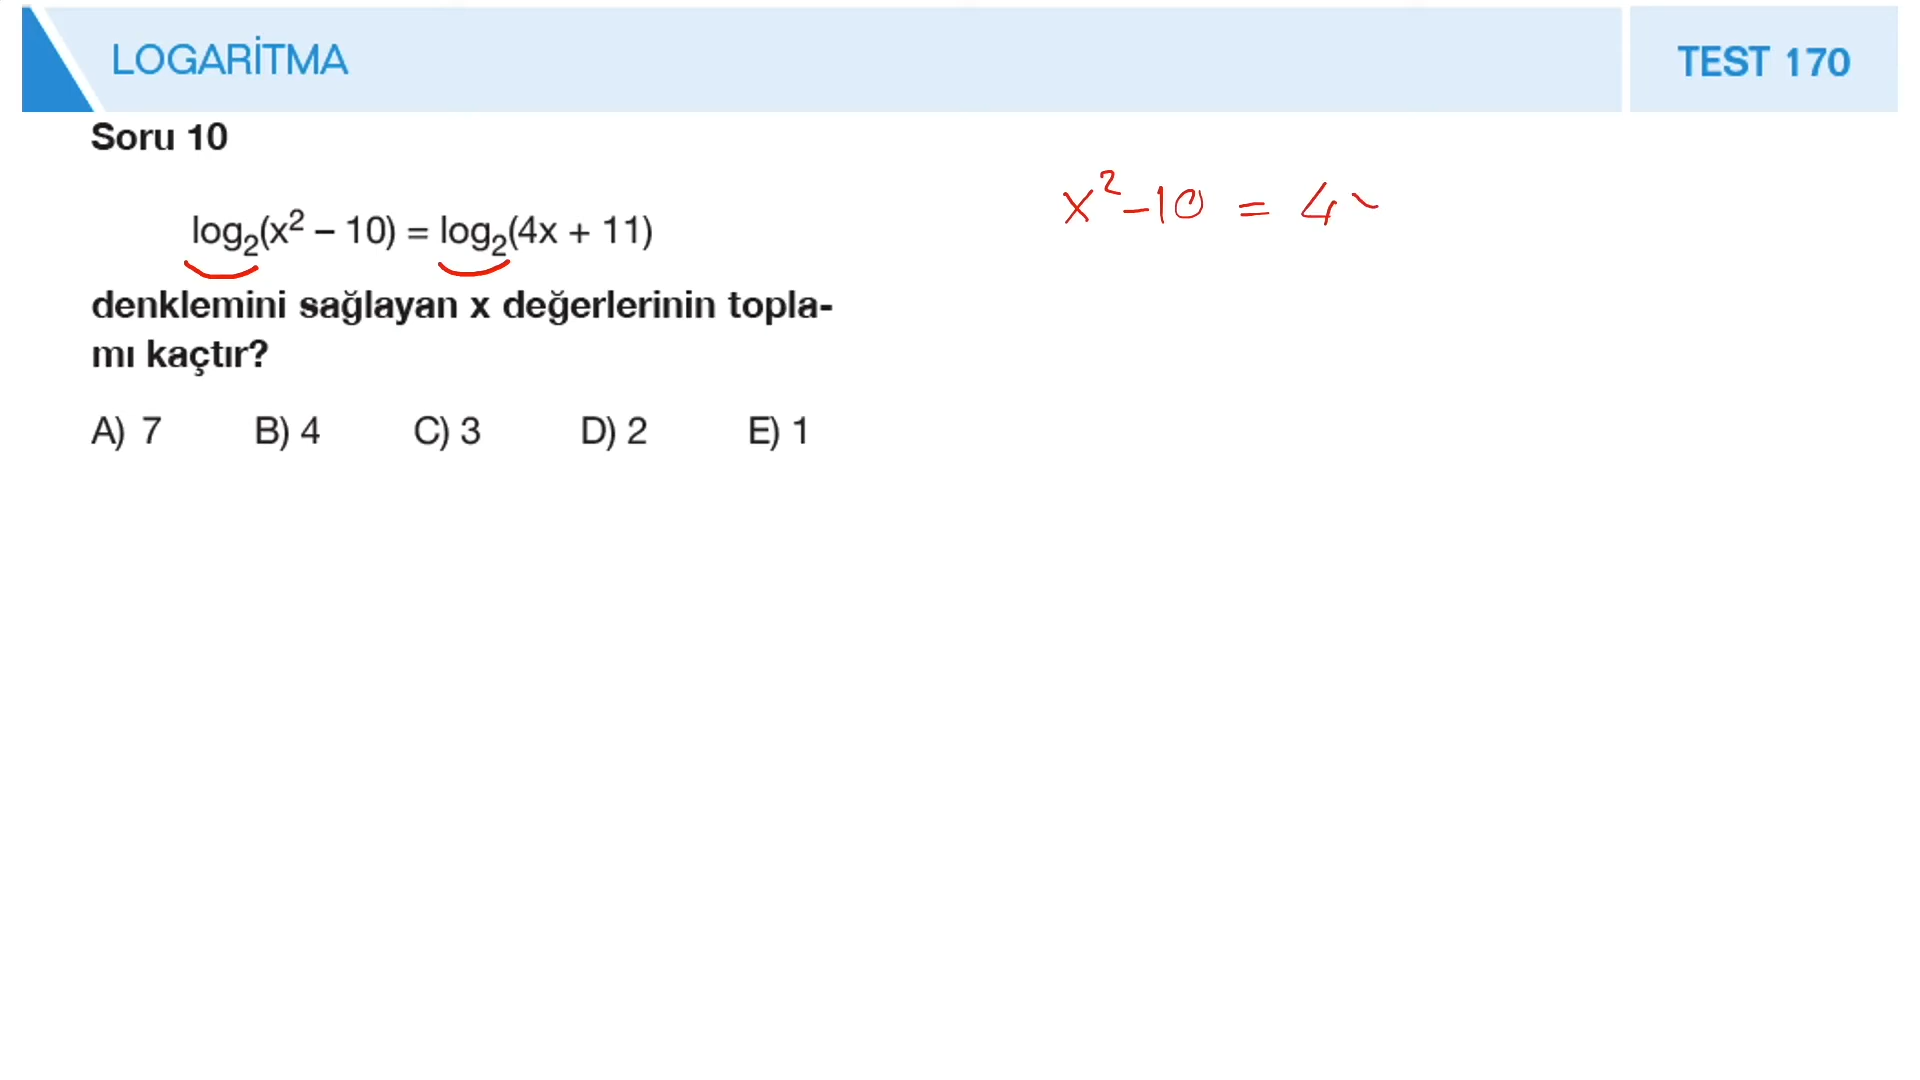 LOGARİTMA
TEST 170
Soru 10
log₂(x² – 10) = log₂(4x + 11)
denklemini sağlayan x değerlerinin topla-
mı kaçtır?
A) 7 B) 4 C) 3 D) 2 E) 1
x² - 10 = 4